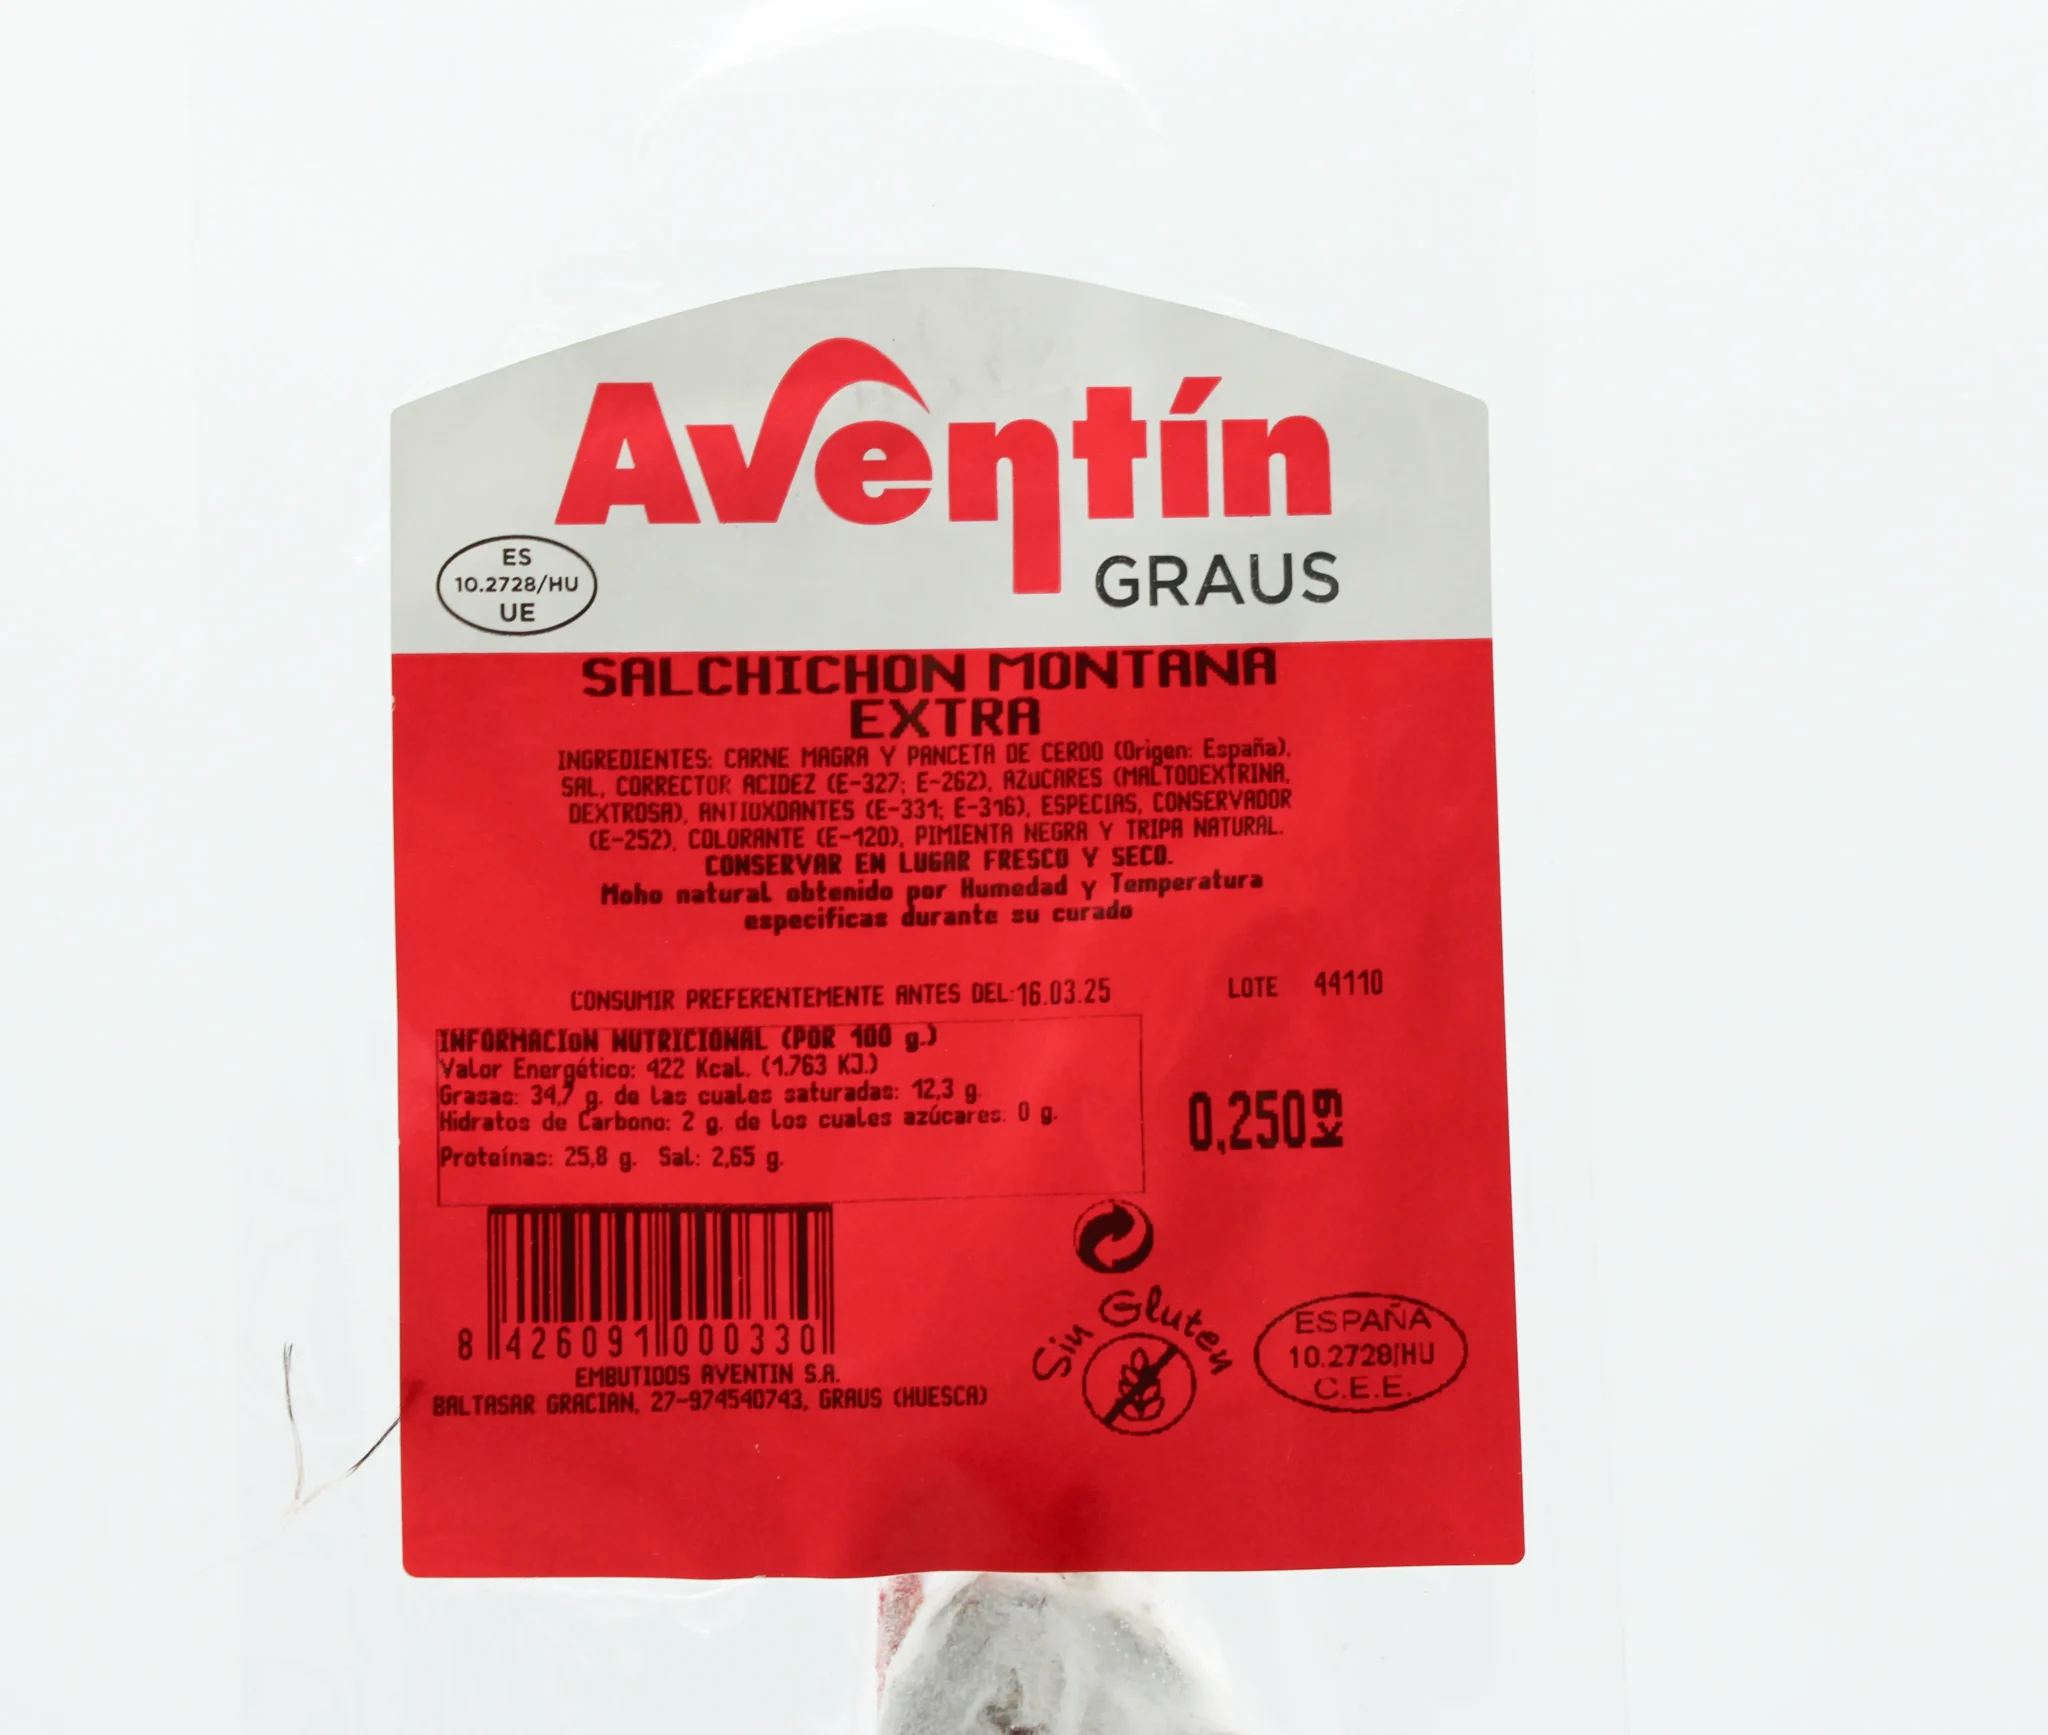 Aventín
GRAUS
ES
10.2728/HU
UE
SALCHICHON MONTANA
EXTRA
INGREDIENTES: CARNE MAGRA Y PANCETA DE CERDO (Origen: España),
SAL, CORRECTOR ACIDEZ (E-327; E-262), AZUCARES (MALTODEXTRINA,
DEXTROSA), ANTIOXDANTES (E-331; E-316), ESPECIAS, CONSERVADOR
(E-252), COLORANTE (E-120), PIMIENTA NEGRA Y TRIPA NATURAL.
CONSERVAR EN LUGAR FRESCO Y SECO.
Moho natural obtenido por Humedad y Temperatura
especificas durante su curado
CONSUMIR PREFERENTEMENTE ANTES DEL:16.03.25
LOTE 44110
INFORMACION NUTRICIONAL (POR 100 g.)
Valor Energético: 422 Kcal. (1.763 KJ.)
Grasas: 34,7 g. de las cuales saturadas: 12,3 g.
Hidratos de Carbono: 2 g. de los cuales azúcares: 0 g.
Proteínas: 25,8 g. Sal: 2,65 g.
0,250 Kg
8 426091 000330
EMBUTIDOS AVENTIN S.A.
BALTASAR GRACIAN, 27-974540743, GRAUS (HUESCA)
Sin Gluten
ESPAÑA
10.2728/HU
C.E.E.